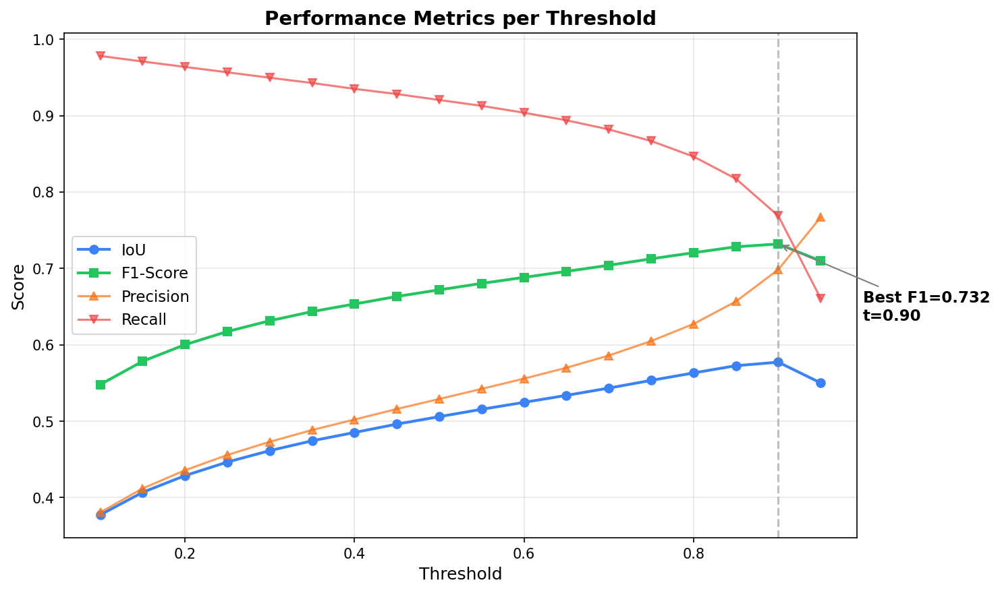 Performance Metrics per Threshold
1.0
0.9
0.8
0.7
0.6
0.5
0.4
Score
IoU
F1-Score
Precision
Recall
Best F1=0.732
t=0.90
0.2
0.4
0.6
0.8
Threshold